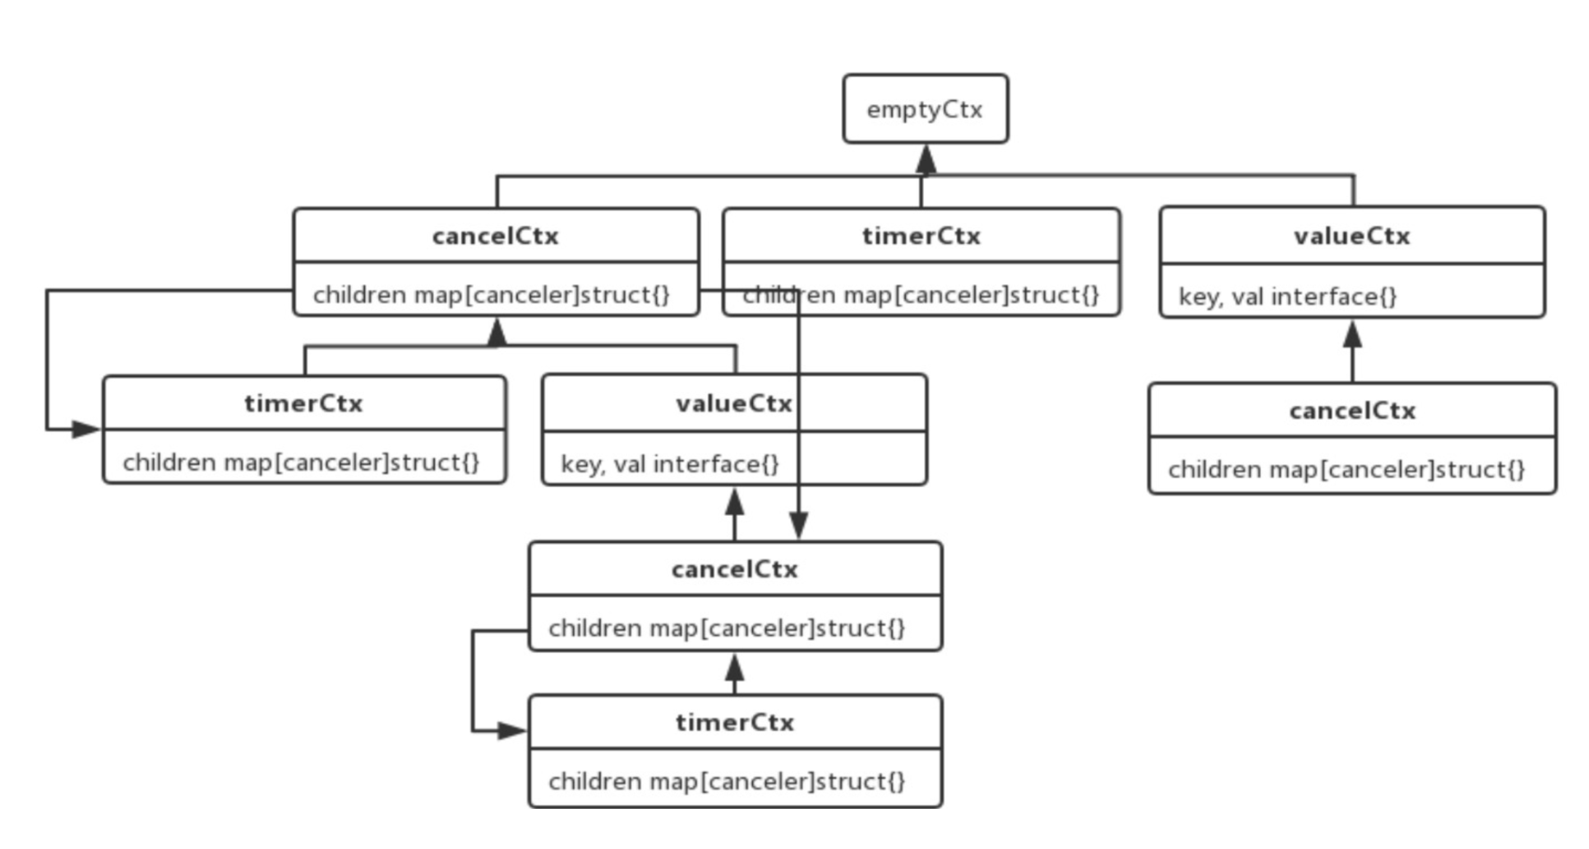 emptyCtx
cancelCtx
children map[canceler]struct{}
timerCtx
children map[canceler]struct{}
valueCtx
key, val interface{}
timerCtx
children map[canceler]struct{}
valueCtx
key, val interface{}
cancelCtx
children map[canceler]struct{}
cancelCtx
children map[canceler]struct{}
timerCtx
children map[canceler]struct{}